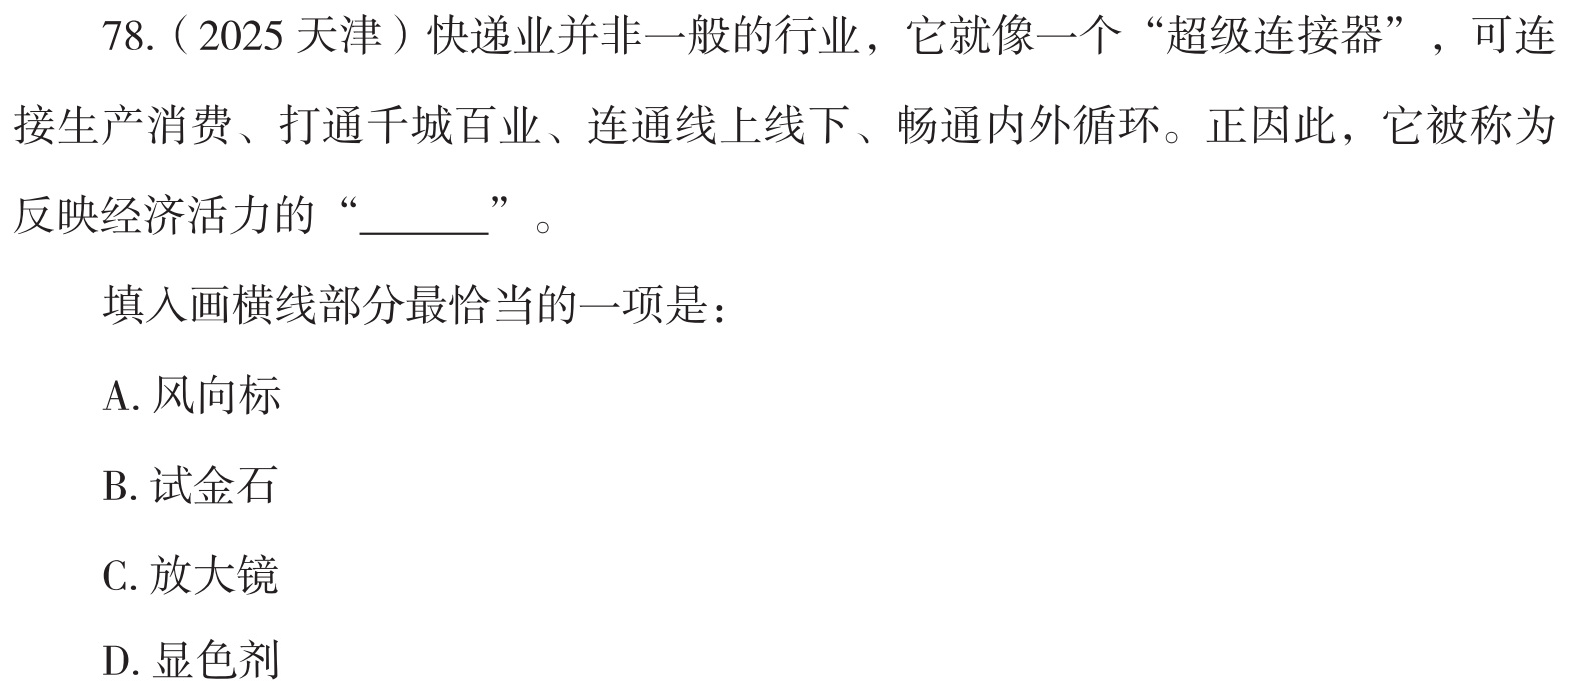 78.（2025 天津）快递业并非一般的行业，它就像一个“超级连接器”，可连
接生产消费、打通千城百业、连通线上线下、畅通内外循环。正因此，它被称为
反映经济活力的“______”。
填入画横线部分最恰当的一项是：
A. 风向标
B. 试金石
C. 放大镜
D. 显色剂